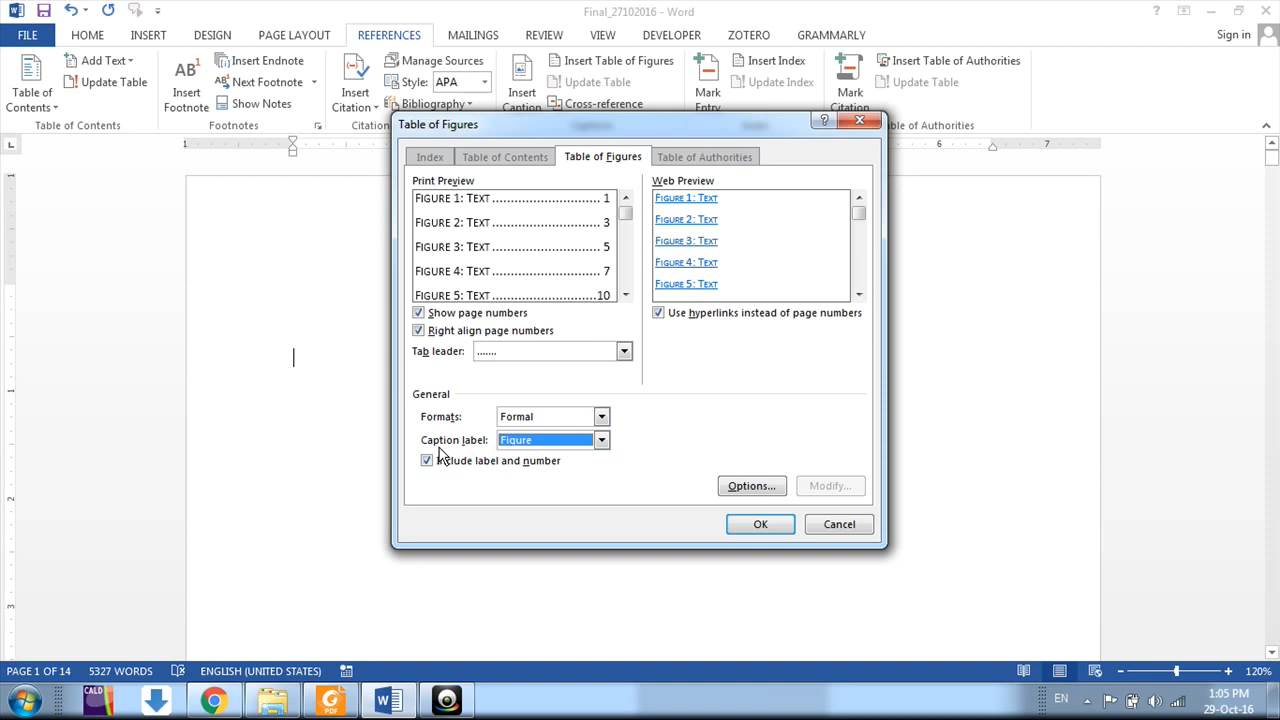 Final_27102016 - Word
Sign in
FILE HOME INSERT DESIGN PAGE LAYOUT REFERENCES MAILINGS REVIEW VIEW DEVELOPER ZOTERO GRAMMARLY
Table of Contents
Add Text
Update Table
Table of Contents
AB1
Insert Footnote
Insert Endnote
Next Footnote
Show Notes
Footnotes
Insert Citation
Manage Sources
Style: APA
Bibliography
Insert Caption
Insert Table of Figures
Update Table
Cross-reference
Mark Entry
Insert Index
Update Index
Mark Citation
Insert Table of Authorities
Update Table
Table of Figures
Index Table of Contents Table of Figures Table of Authorities
Print Preview
FIGURE 1: TEXT ............................ 1
FIGURE 2: TEXT ............................ 3
FIGURE 3: TEXT ............................ 5
FIGURE 4: TEXT ............................ 7
FIGURE 5: TEXT ............................10
Show page numbers
Right align page numbers
Tab leader: .......
Web Preview
FIGURE 1: TEXT
FIGURE 2: TEXT
FIGURE 3: TEXT
FIGURE 4: TEXT
FIGURE 5: TEXT
Use hyperlinks instead of page numbers
General
Formats: Formal
Caption label: Figure
Include label and number
Options... Modify...
OK Cancel
PAGE 1 OF 14 5327 WORDS ENGLISH (UNITED STATES) 120%
CALD
PDF
EN
1:05 PM
29-Oct-16